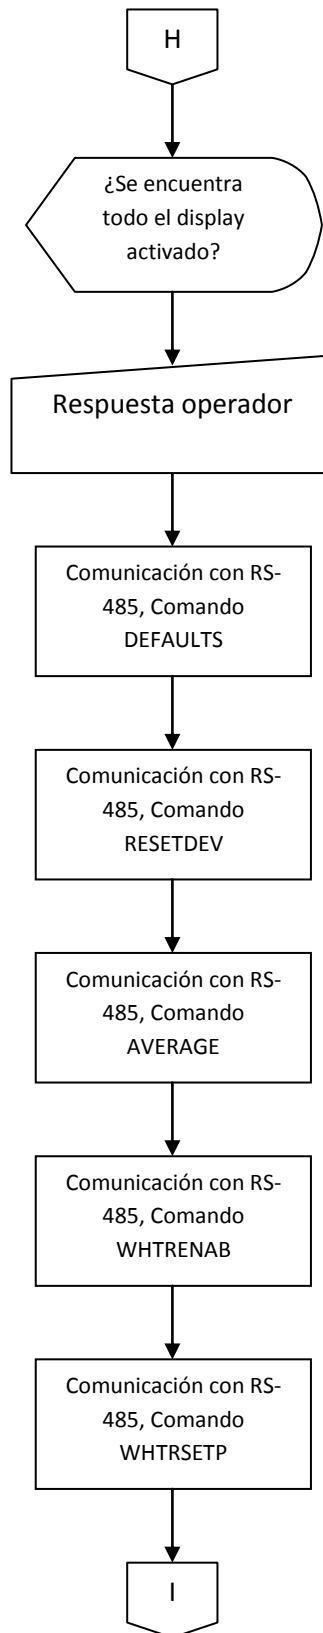 H
¿Se encuentra
todo el display
activado?
Respuesta operador
Comunicación con RS-
485, Comando
DEFAULTS
Comunicación con RS-
485, Comando
RESETDEV
Comunicación con RS-
485, Comando
AVERAGE
Comunicación con RS-
485, Comando
WHTRENAB
Comunicación con RS-
485, Comando
WHTRSETP
I